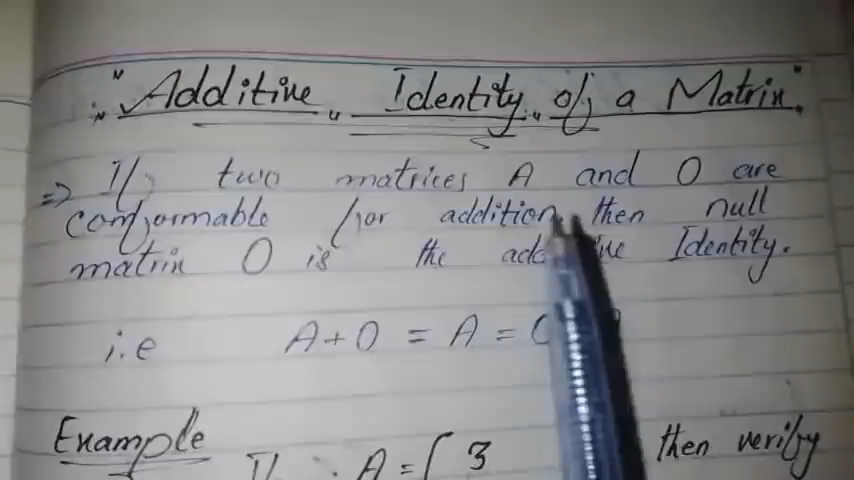 "Additive Identity of a Matrix"
=> If two matrices A and O are
conformable for addition then null
matrix O is the Identity.
i.e A+O = A =
Example If A = [ 3 then verify